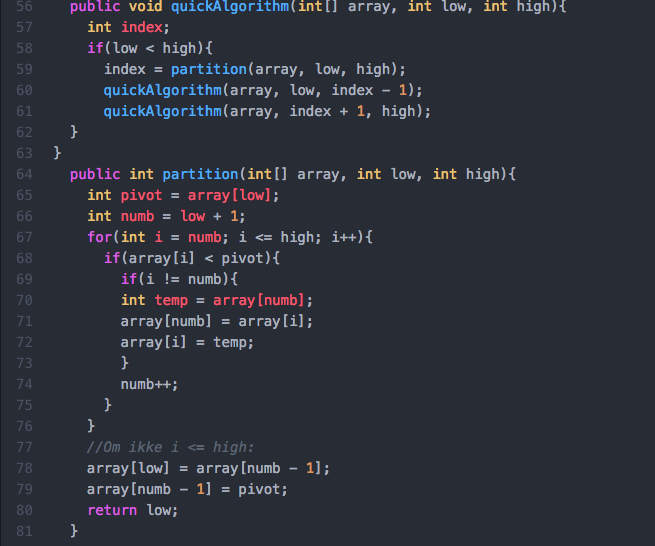 56 public void quickAlgorithm(int[] array, int low, int high){
57 int index;
58 if(low < high){
59 index = partition(array, low, high);
60 quickAlgorithm(array, low, index - 1);
61 quickAlgorithm(array, index + 1, high);
62 }
63 }
64 public int partition(int[] array, int low, int high){
65 int pivot = array[low];
66 int numb = low + 1;
67 for(int i = numb; i <= high; i++){
68 if(array[i] < pivot){
69 if(i != numb){
70 int temp = array[numb];
71 array[numb] = array[i];
72 array[i] = temp;
73 }
74 numb++;
75 }
76 }
77 //Om ikke i <= high:
78 array[low] = array[numb - 1];
79 array[numb - 1] = pivot;
80 return low;
81 }